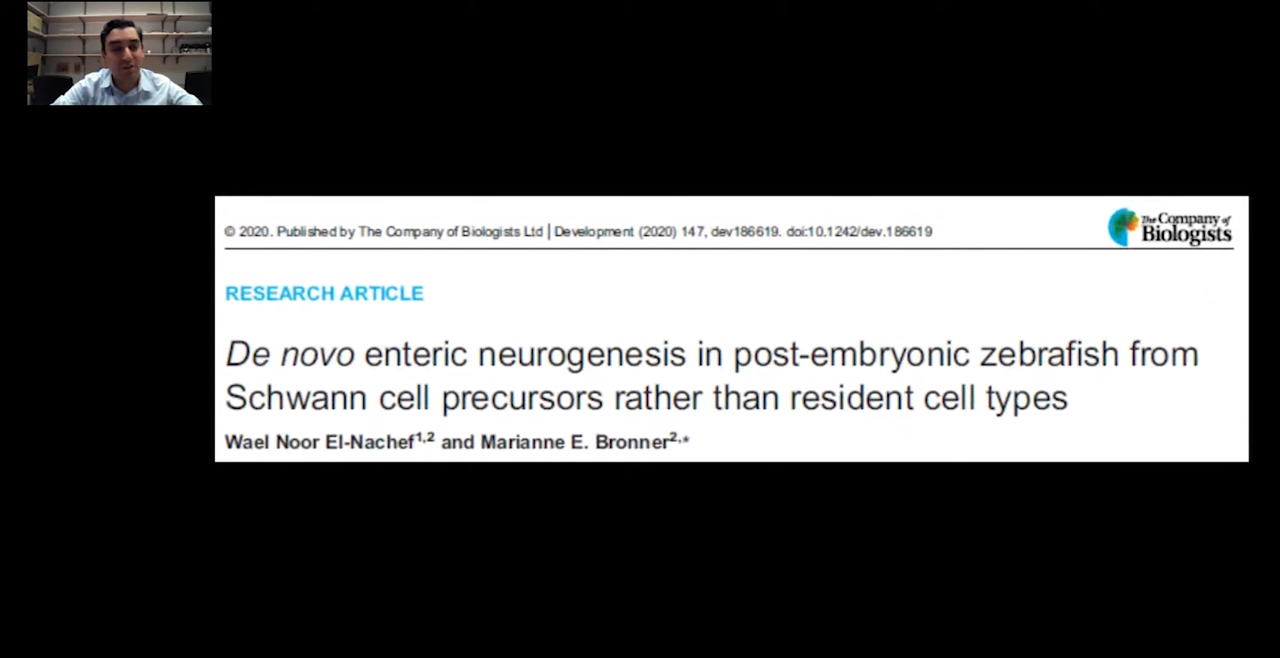 © 2020. Published by The Company of Biologists Ltd | Development (2020) 147, dev186619. doi:10.1242/dev.186619
The Company of
Biologists
RESEARCH ARTICLE
De novo enteric neurogenesis in post-embryonic zebrafish from
Schwann cell precursors rather than resident cell types
Wael Noor El-Nachef1,2 and Marianne E. Bronner2,*